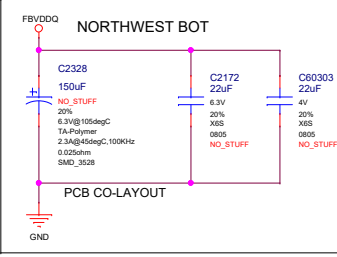 FBVDDQ
NORTHWEST BOT
C2328
150uF
NO_STUFF
20%
6.3V@105degC
TA-Polymer
2.3A@45degC,100KHz
0.025ohm
SMD_3528
C2172
22uF
6.3V
20%
X6S
0805
NO_STUFF
C60303
22uF
4V
20%
X6S
0805
NO_STUFF
PCB CO-LAYOUT
GND